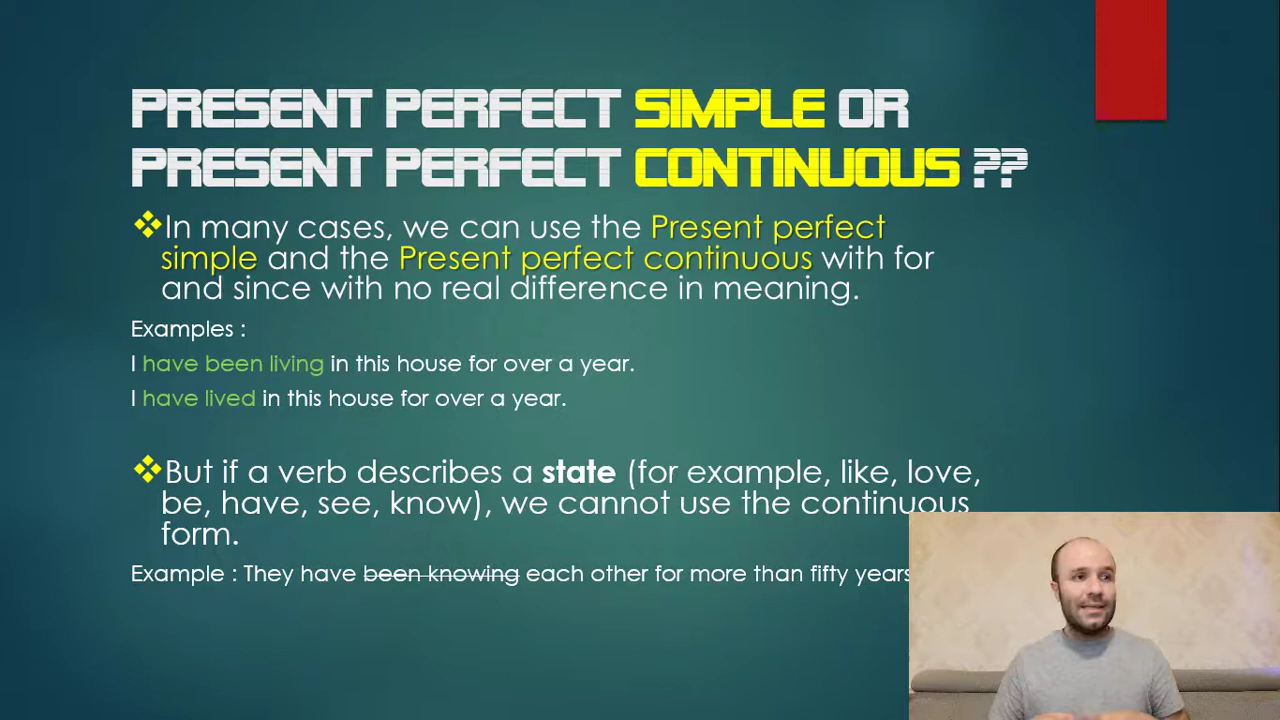 PRESENT PERFECT SIMPLE OR
PRESENT PERFECT CONTINUOUS ??
❖In many cases, we can use the Present perfect
simple and the Present perfect continuous with for
and since with no real difference in meaning.
Examples :
I have been living in this house for over a year.
I have lived in this house for over a year.
❖But if a verb describes a state (for example, like, love,
be, have, see, know), we cannot use the continuous
form.
Example : They have been knowing each other for more than fifty years